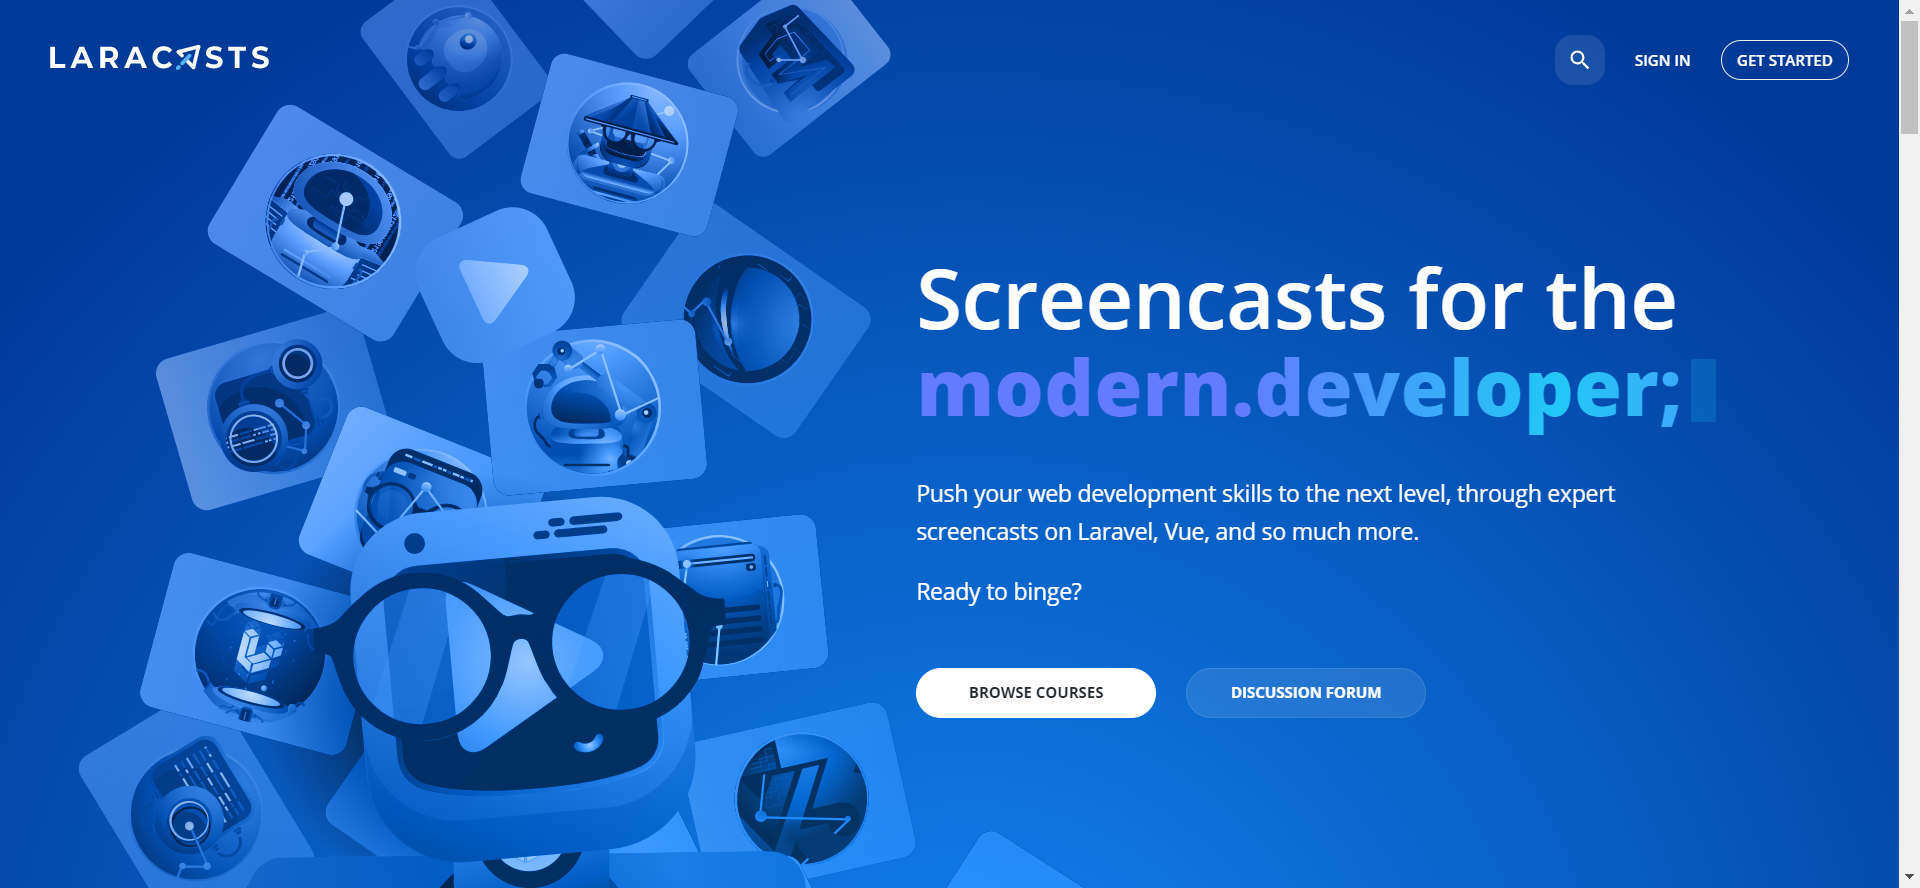 LARACASTS
SIGN IN
GET STARTED
Screencasts for the
modern.developer;
Push your web development skills to the next level, through expert
screencasts on Laravel, Vue, and so much more.
Ready to binge?
BROWSE COURSES
DISCUSSION FORUM